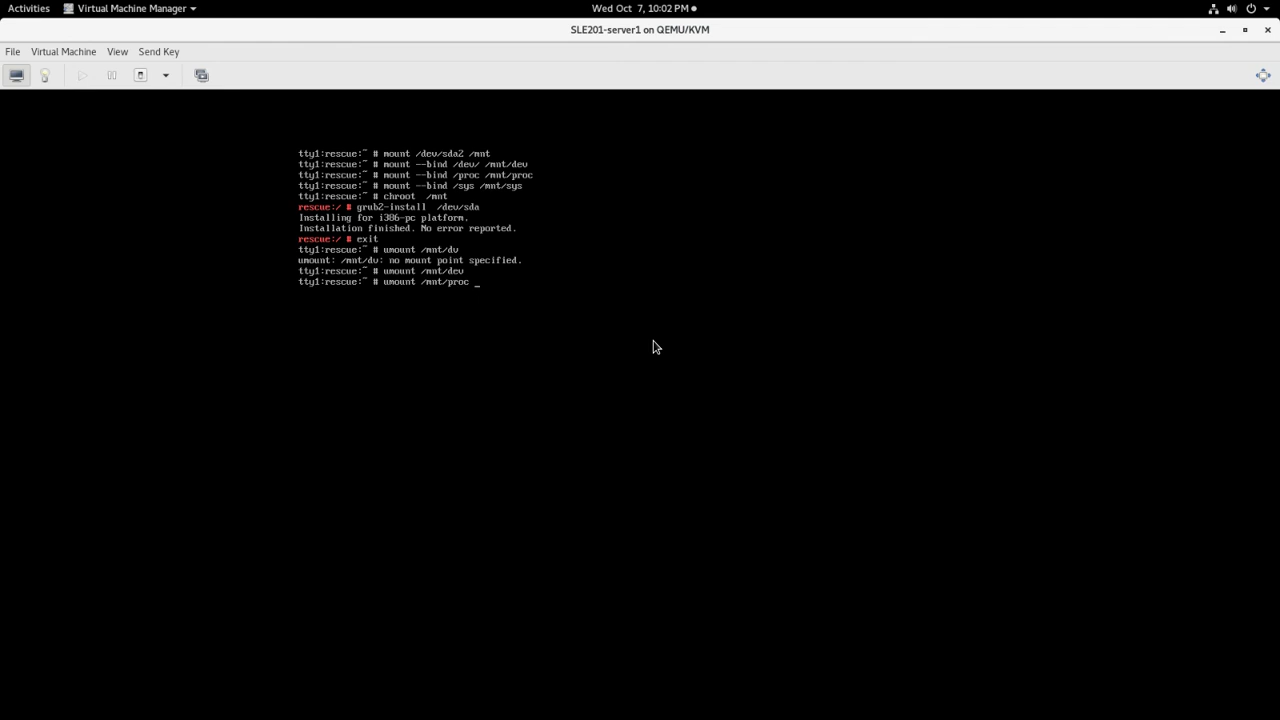 Activities Virtual Machine Manager Wed Oct 7, 10:02 PM
SLE201-server1 on QEMU/KVM
File Virtual Machine View Send Key
tty1:rescue:~ # mount /dev/sda2 /mnt
tty1:rescue:~ # mount --bind /dev/ /mnt/dev
tty1:rescue:~ # mount --bind /proc /mnt/proc
tty1:rescue:~ # mount --bind /sys /mnt/sys
tty1:rescue:~ # chroot  /mnt
rescue:/ # grub2-install  /dev/sda
Installing for i386-pc platform.
Installation finished. No error reported.
rescue:/ # exit
tty1:rescue:~ # umount /mnt/dv
umount: /mnt/dv: no mount point specified.
tty1:rescue:~ # umount /mnt/dev
tty1:rescue:~ # umount /mnt/proc _